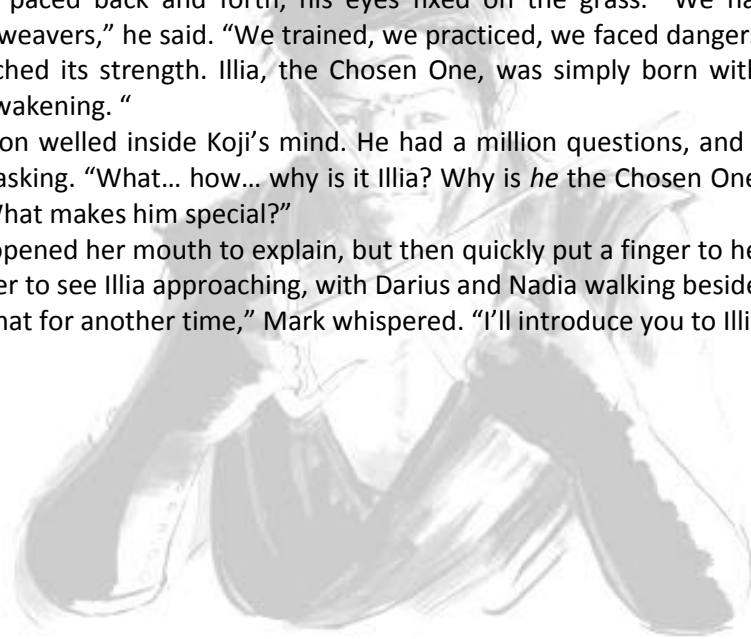 paced back and forth, his eyes fixed on the grass. "We ha
weavers," he said. "We trained, we practiced, we faced danger
ched its strength. Illia, the Chosen One, was simply born with
wakening. "
on welled inside Koji's mind. He had a million questions, and
asking. "What… how… why is it Illia? Why is he the Chosen One
What makes him special?"
opened her mouth to explain, but then quickly put a finger to he
er to see Illia approaching, with Darius and Nadia walking beside
hat for another time," Mark whispered. "I'll introduce you to Illi